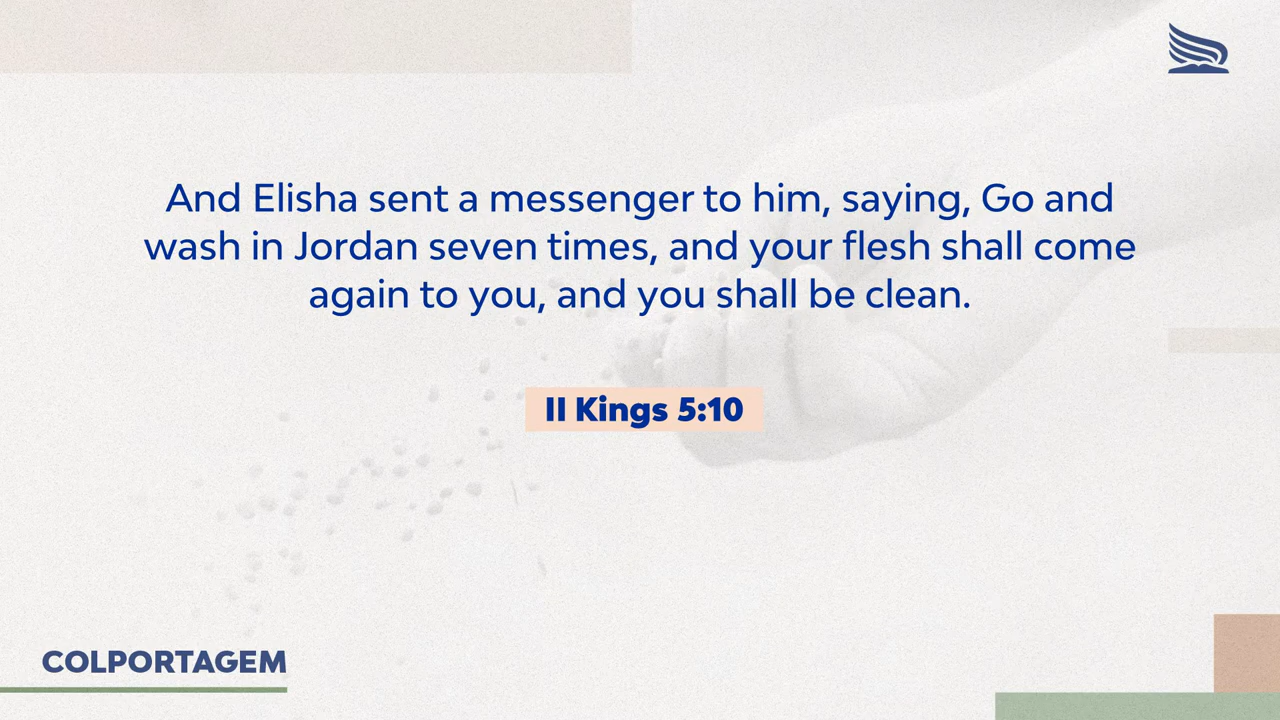 And Elisha sent a messenger to him, saying, Go and
wash in Jordan seven times, and your flesh shall come
again to you, and you shall be clean.
II Kings 5:10
COLPORTAGEM